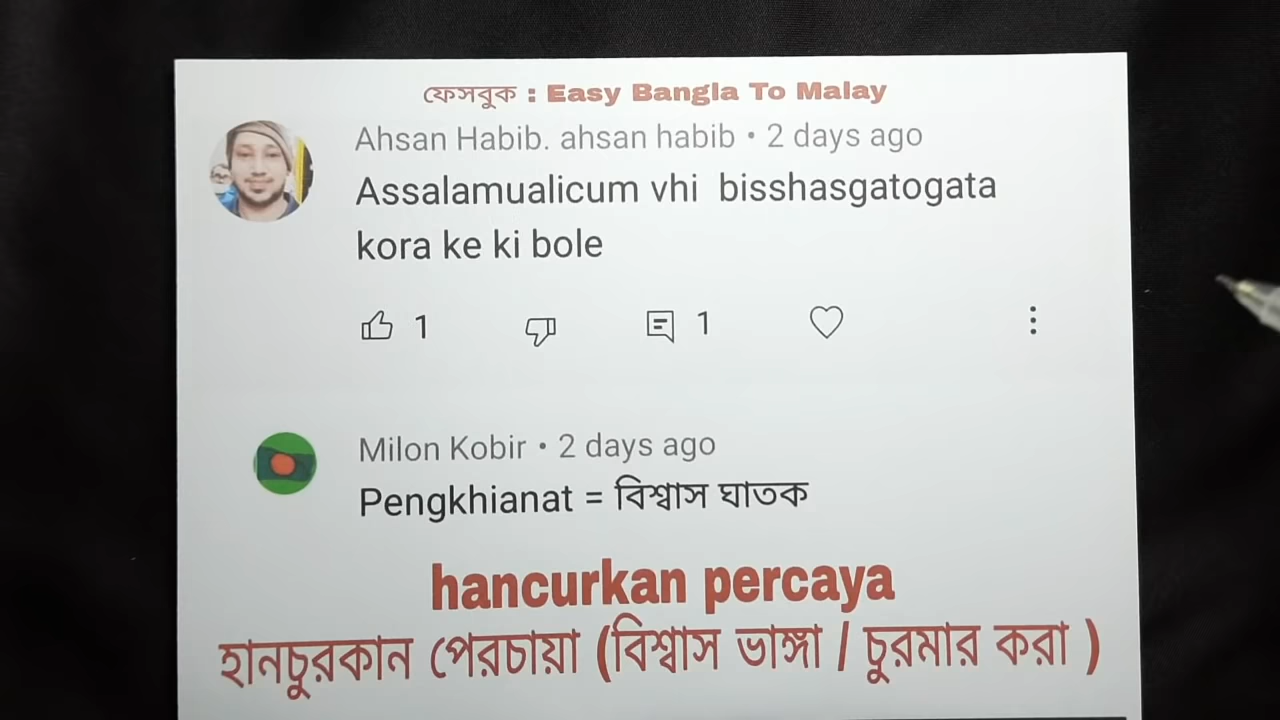 ফেসবুক : Easy Bangla To Malay
Ahsan Habib. ahsan habib • 2 days ago
Assalamualicum vhi bisshasgatogata
kora ke ki bole
1
1
Milon Kobir • 2 days ago
Pengkhianat = বিশ্বাস ঘাতক
hancurkan percaya
হানচুরকান পেরচায়া (বিশ্বাস ভাঙ্গা / চুরমার করা )